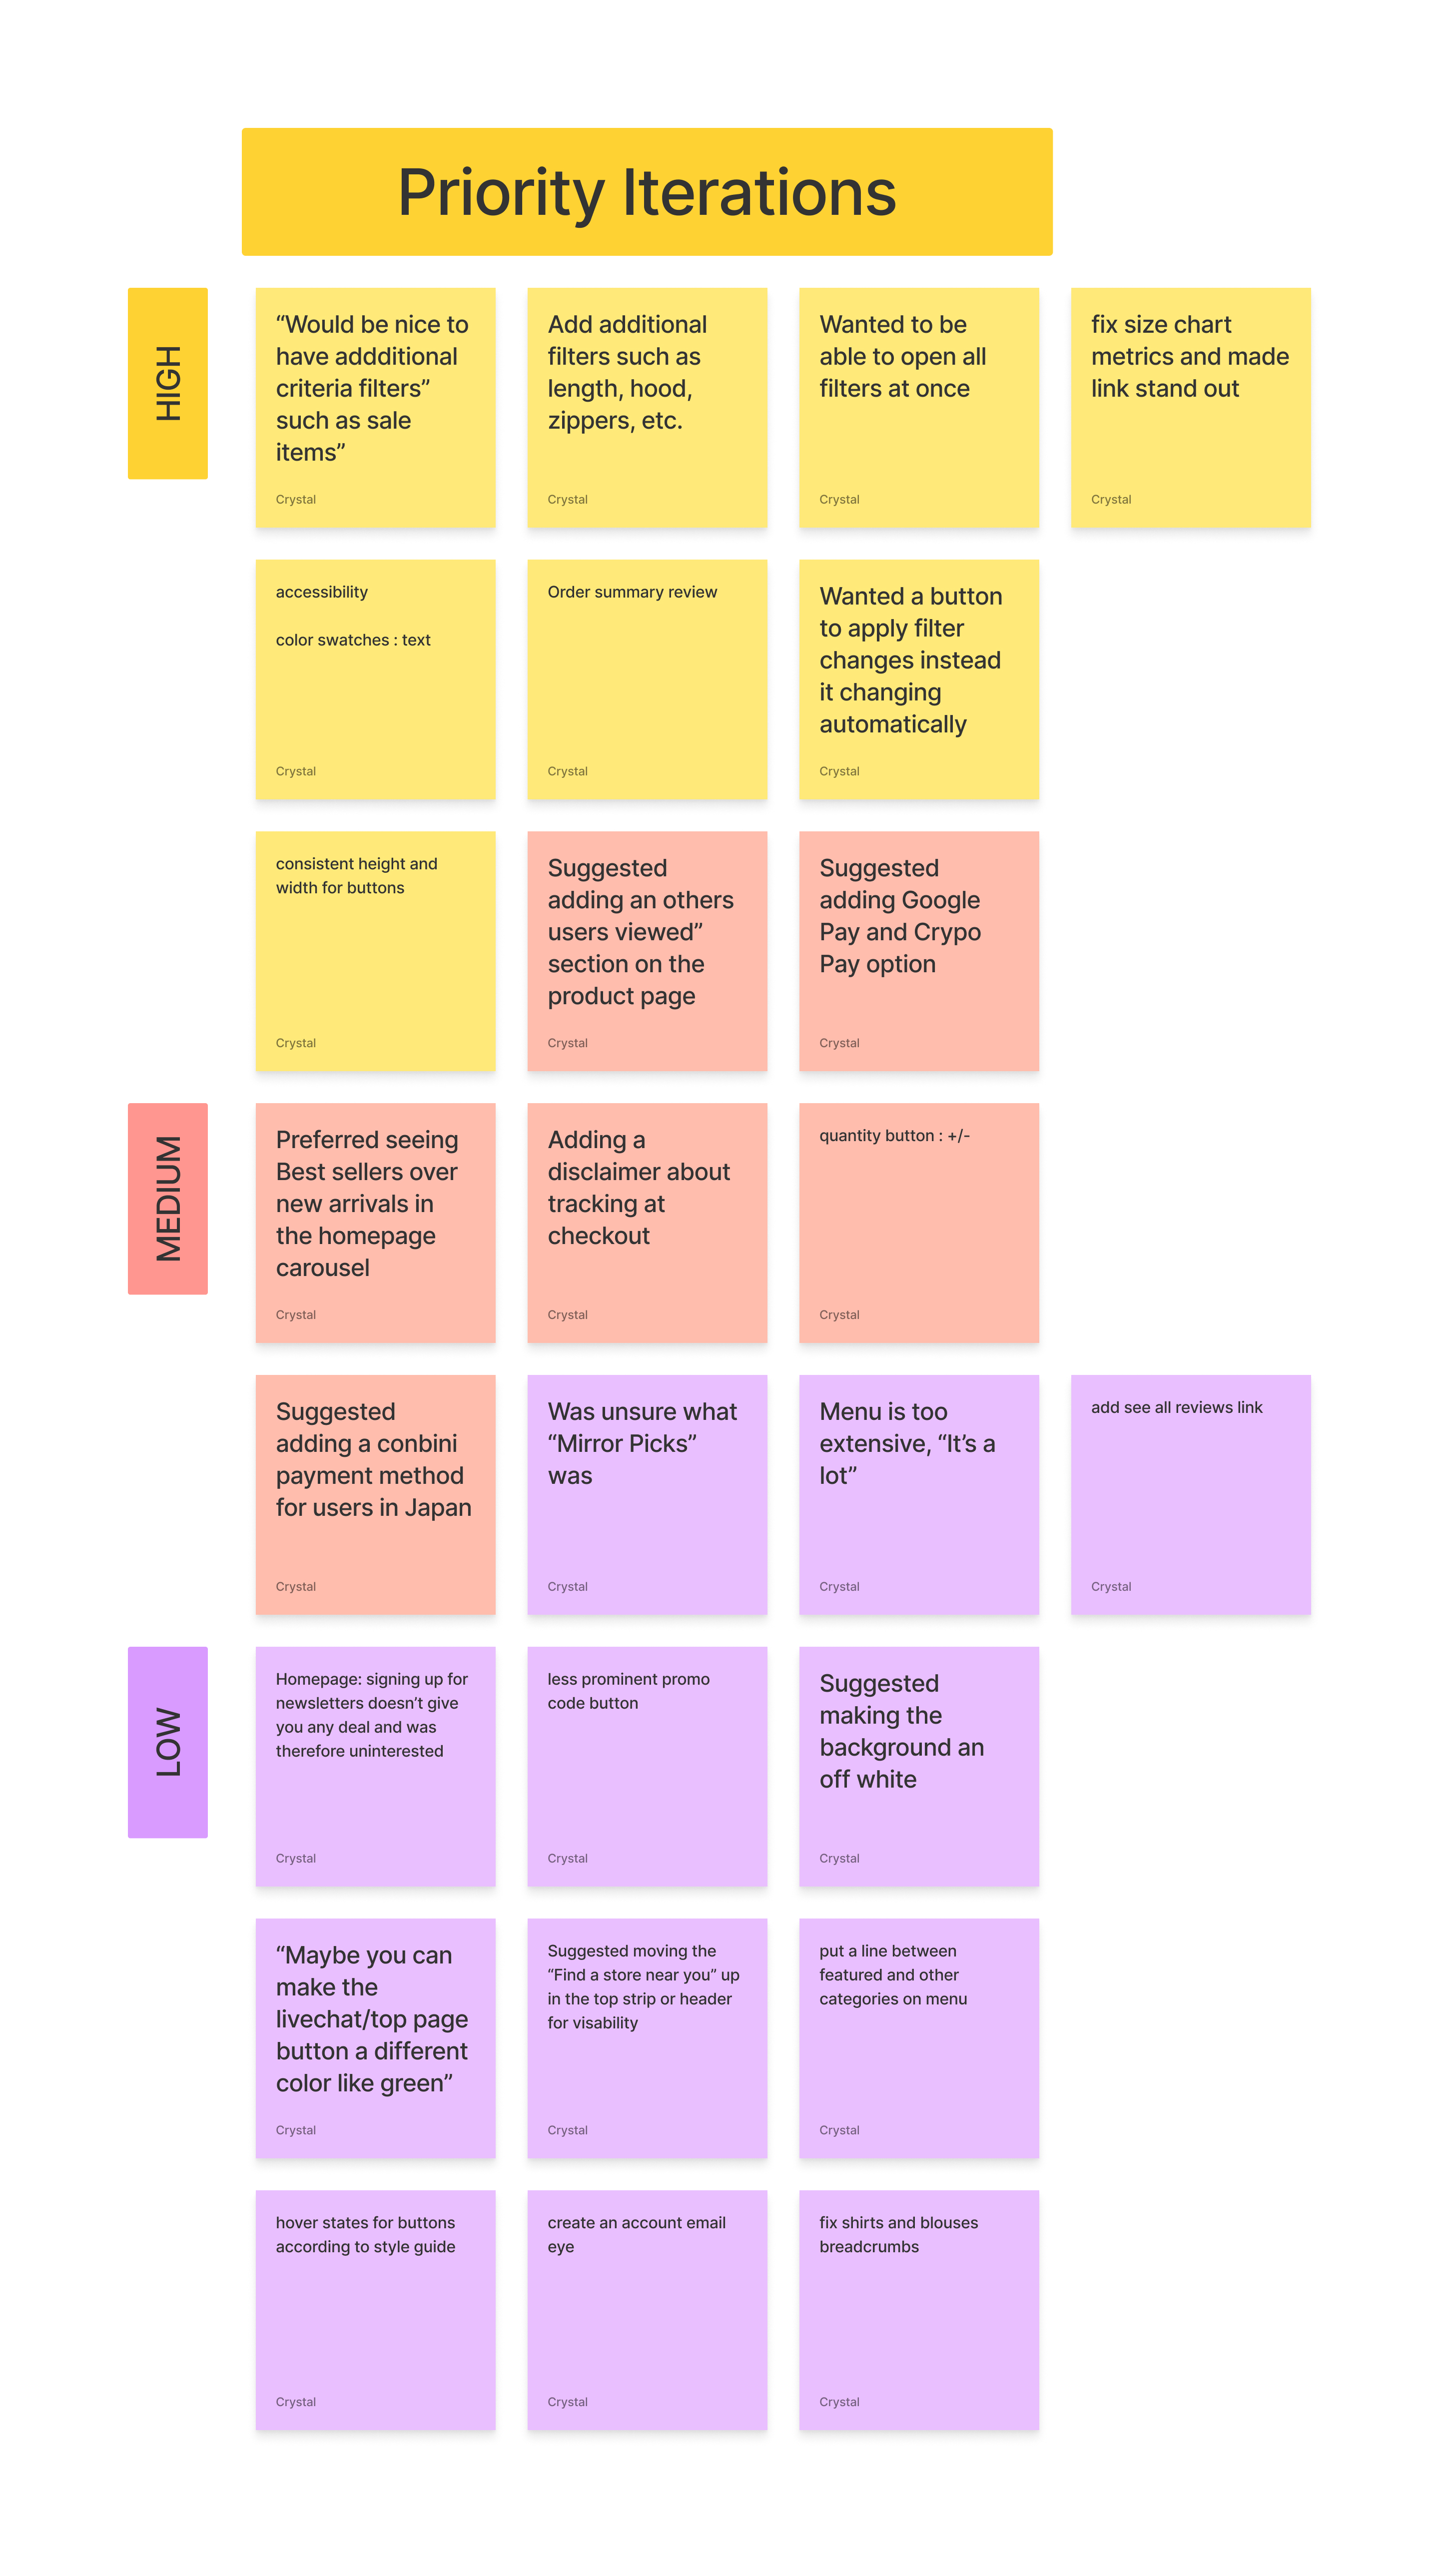 Priority Iterations
HIGH
“Would be nice to
have addditional
criteria filters”
such as sale
items”
Crystal
Add additional
filters such as
length, hood,
zippers, etc.
Crystal
Wanted to be
able to open all
filters at once
Crystal
fix size chart
metrics and made
link stand out
Crystal
accessibility
color swatches : text
Crystal
Order summary review
Crystal
Wanted a button
to apply filter
changes instead
it changing
automatically
Crystal
consistent height and
width for buttons
Crystal
Suggested
adding an others
users viewed”
section on the
product page
Crystal
Suggested
adding Google
Pay and Crypo
Pay option
Crystal
MEDIUM
Preferred seeing
Best sellers over
new arrivals in
the homepage
carousel
Crystal
Adding a
disclaimer about
tracking at
checkout
Crystal
quantity button : +/-
Crystal
Suggested
adding a conbini
payment method
for users in Japan
Crystal
Was unsure what
“Mirror Picks”
was
Crystal
Menu is too
extensive, “It’s a
lot”
Crystal
add see all reviews link
Crystal
LOW
Homepage: signing up for
newsletters doesn’t give
you any deal and was
therefore uninterested
Crystal
less prominent promo
code button
Crystal
Suggested
making the
background an
off white
Crystal
“Maybe you can
make the
livechat/top page
button a different
color like green”
Crystal
Suggested moving the
“Find a store near you” up
in the top strip or header
for visability
Crystal
put a line between
featured and other
categories on menu
Crystal
hover states for buttons
according to style guide
Crystal
create an account email
eye
Crystal
fix shirts and blouses
breadcrumbs
Crystal